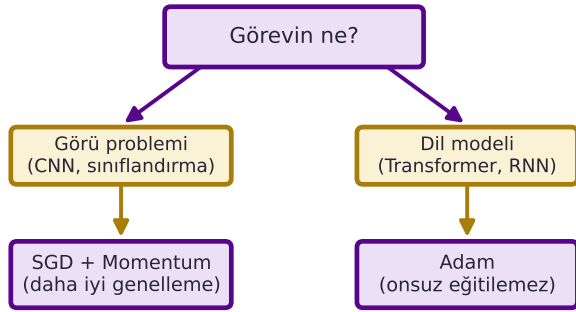 Görevin ne?
Görü problemi
(CNN, sınıflandırma)
Dil modeli
(Transformer, RNN)
SGD + Momentum
(daha iyi genelleme)
Adam
(onsuz eğitilemez)